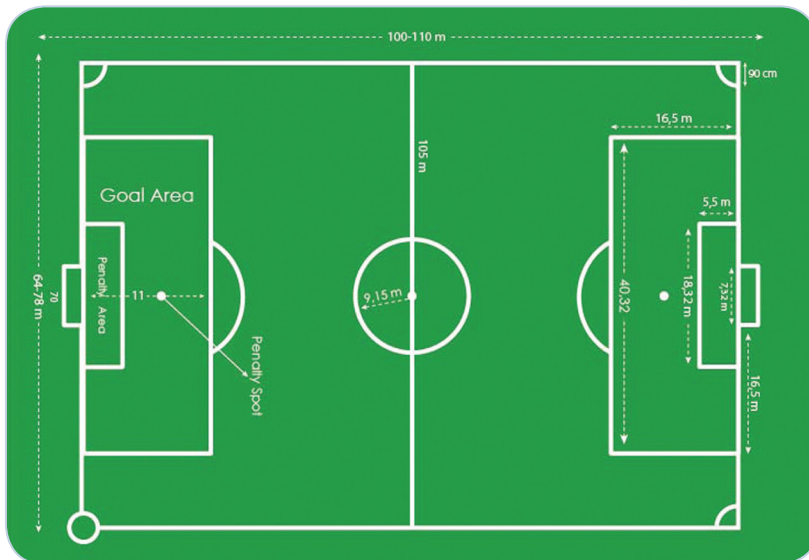 100-110 m
90 cm
16,5 m
105 m
Goal Area
5,5 m
64-78 m
70
Penalty Area
11
9,15 m
40,32
18,32 m
7,32 m
Penalty Spot
16,5 m